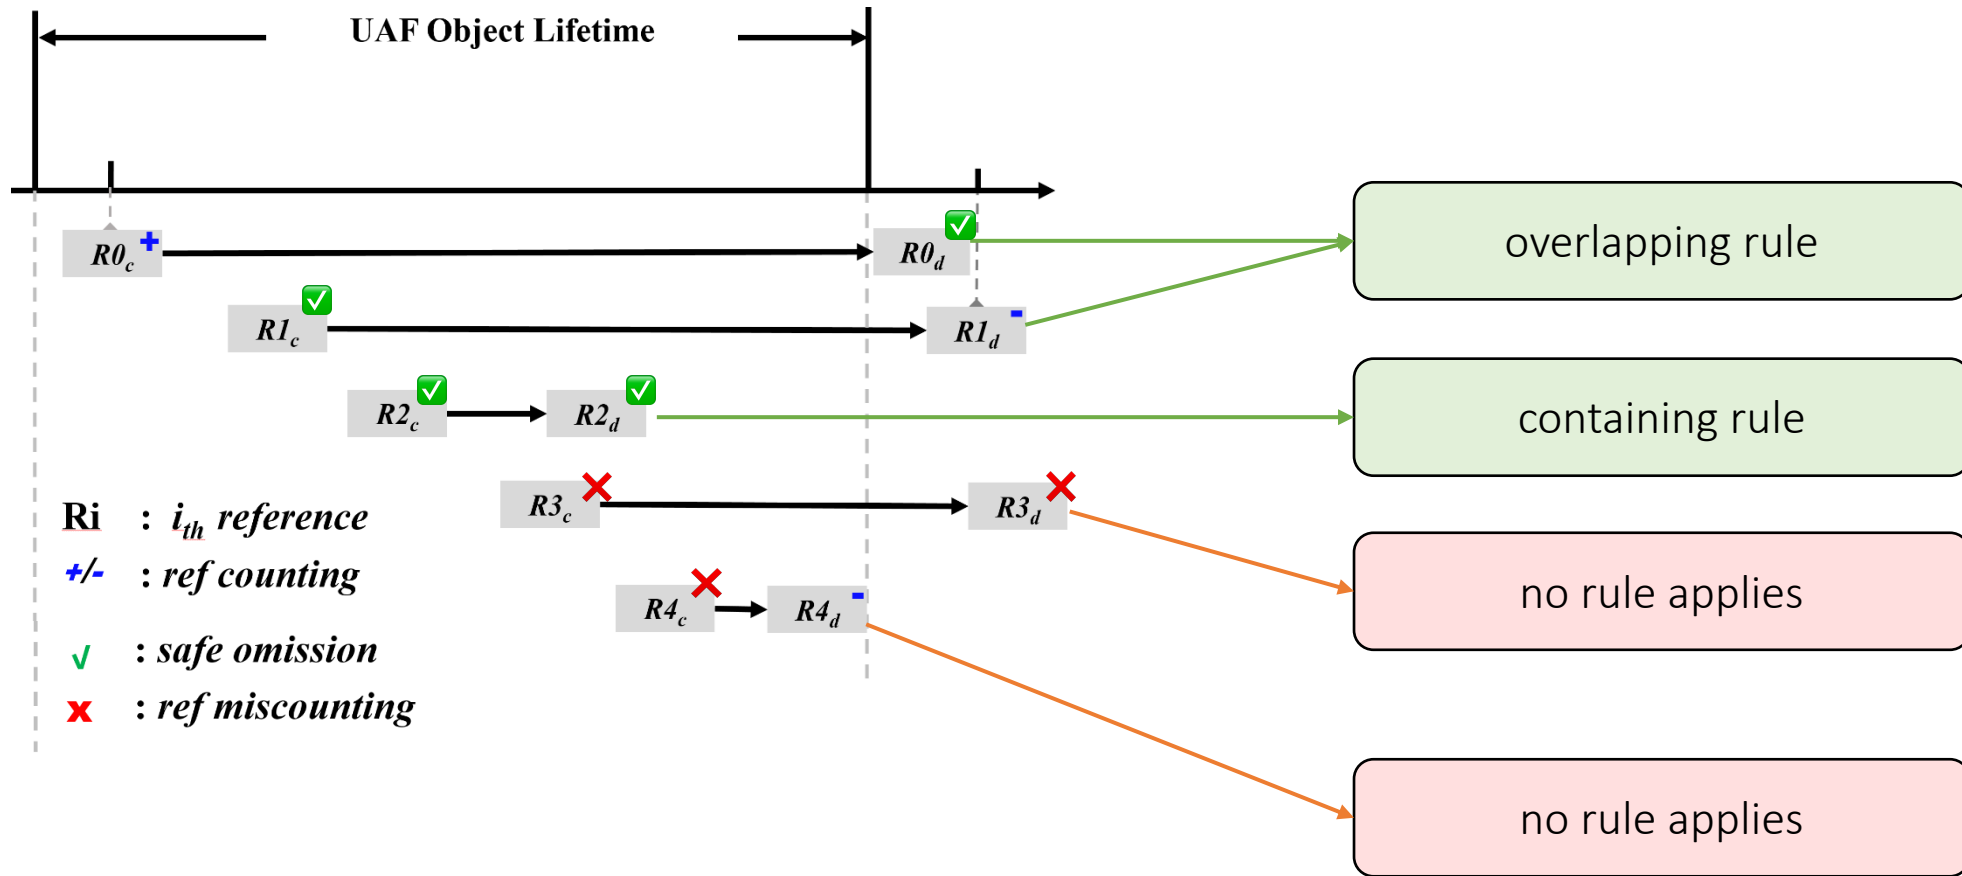 UAF Object Lifetime
R0c +
R0d
overlapping rule
R1c
R1d -
R2c
R2d
containing rule
R3c
R3d
Ri : ith reference
no rule applies
+/- : ref counting
R4c
R4d -
√ : safe omission
x : ref miscounting
no rule applies